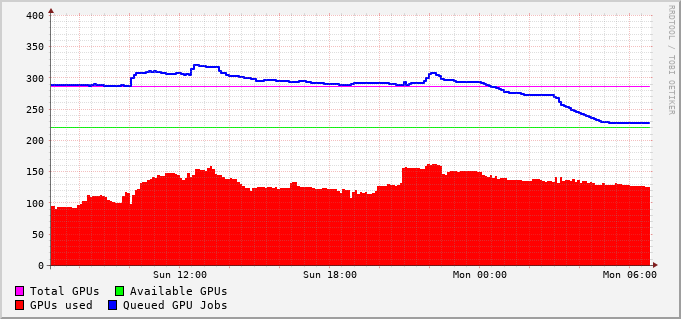 400
350
300
250
200
150
100
50
0
Sun 12:00 Sun 18:00 Mon 00:00 Mon 06:00
Total GPUs Available GPUs
GPUs used Queued GPU Jobs
RRDTOOL / TOBI OETIKER